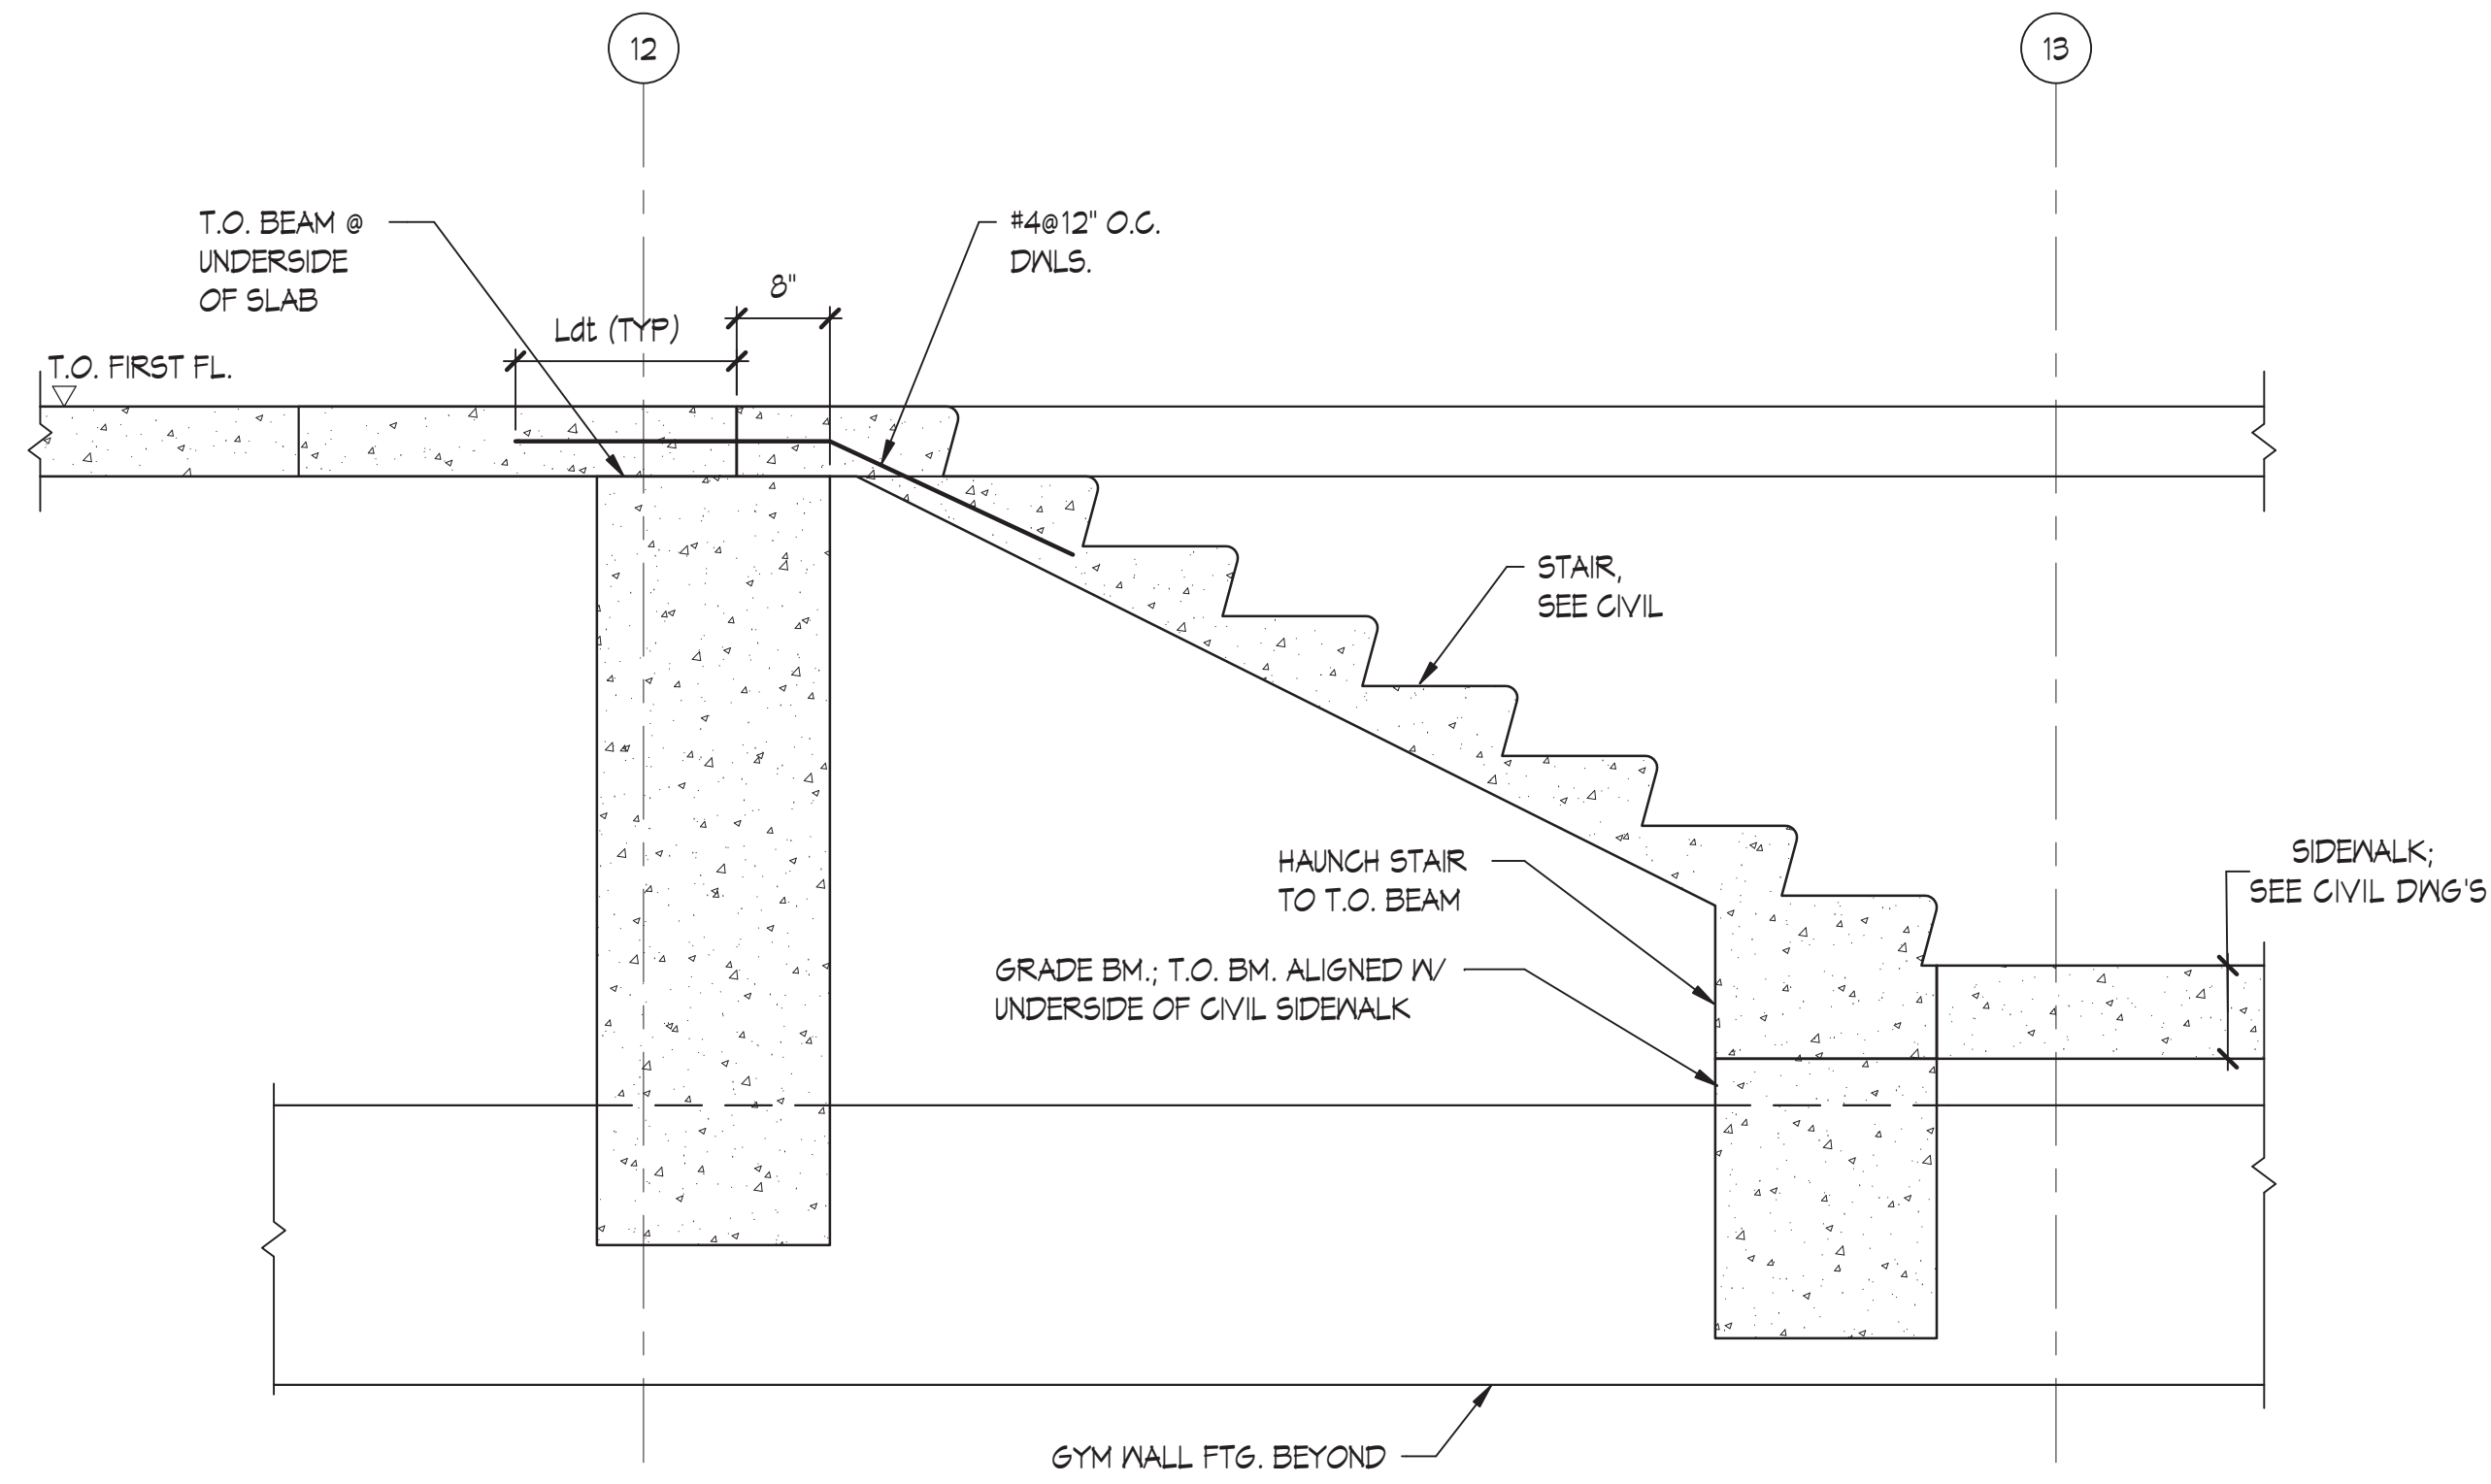 12
13
T.O. BEAM @
UNDERSIDE
OF SLAB
#4@12" O.C.
DWLS.
8"
Ldt (TYP)
T.O. FIRST FL.
STAIR,
SEE CIVIL
HAUNCH STAIR
TO T.O. BEAM
SIDEWALK;
SEE CIVIL DWG'S
GRADE BM.; T.O. BM. ALIGNED W/
UNDERSIDE OF CIVIL SIDEWALK
GYM WALL FTG. BEYOND